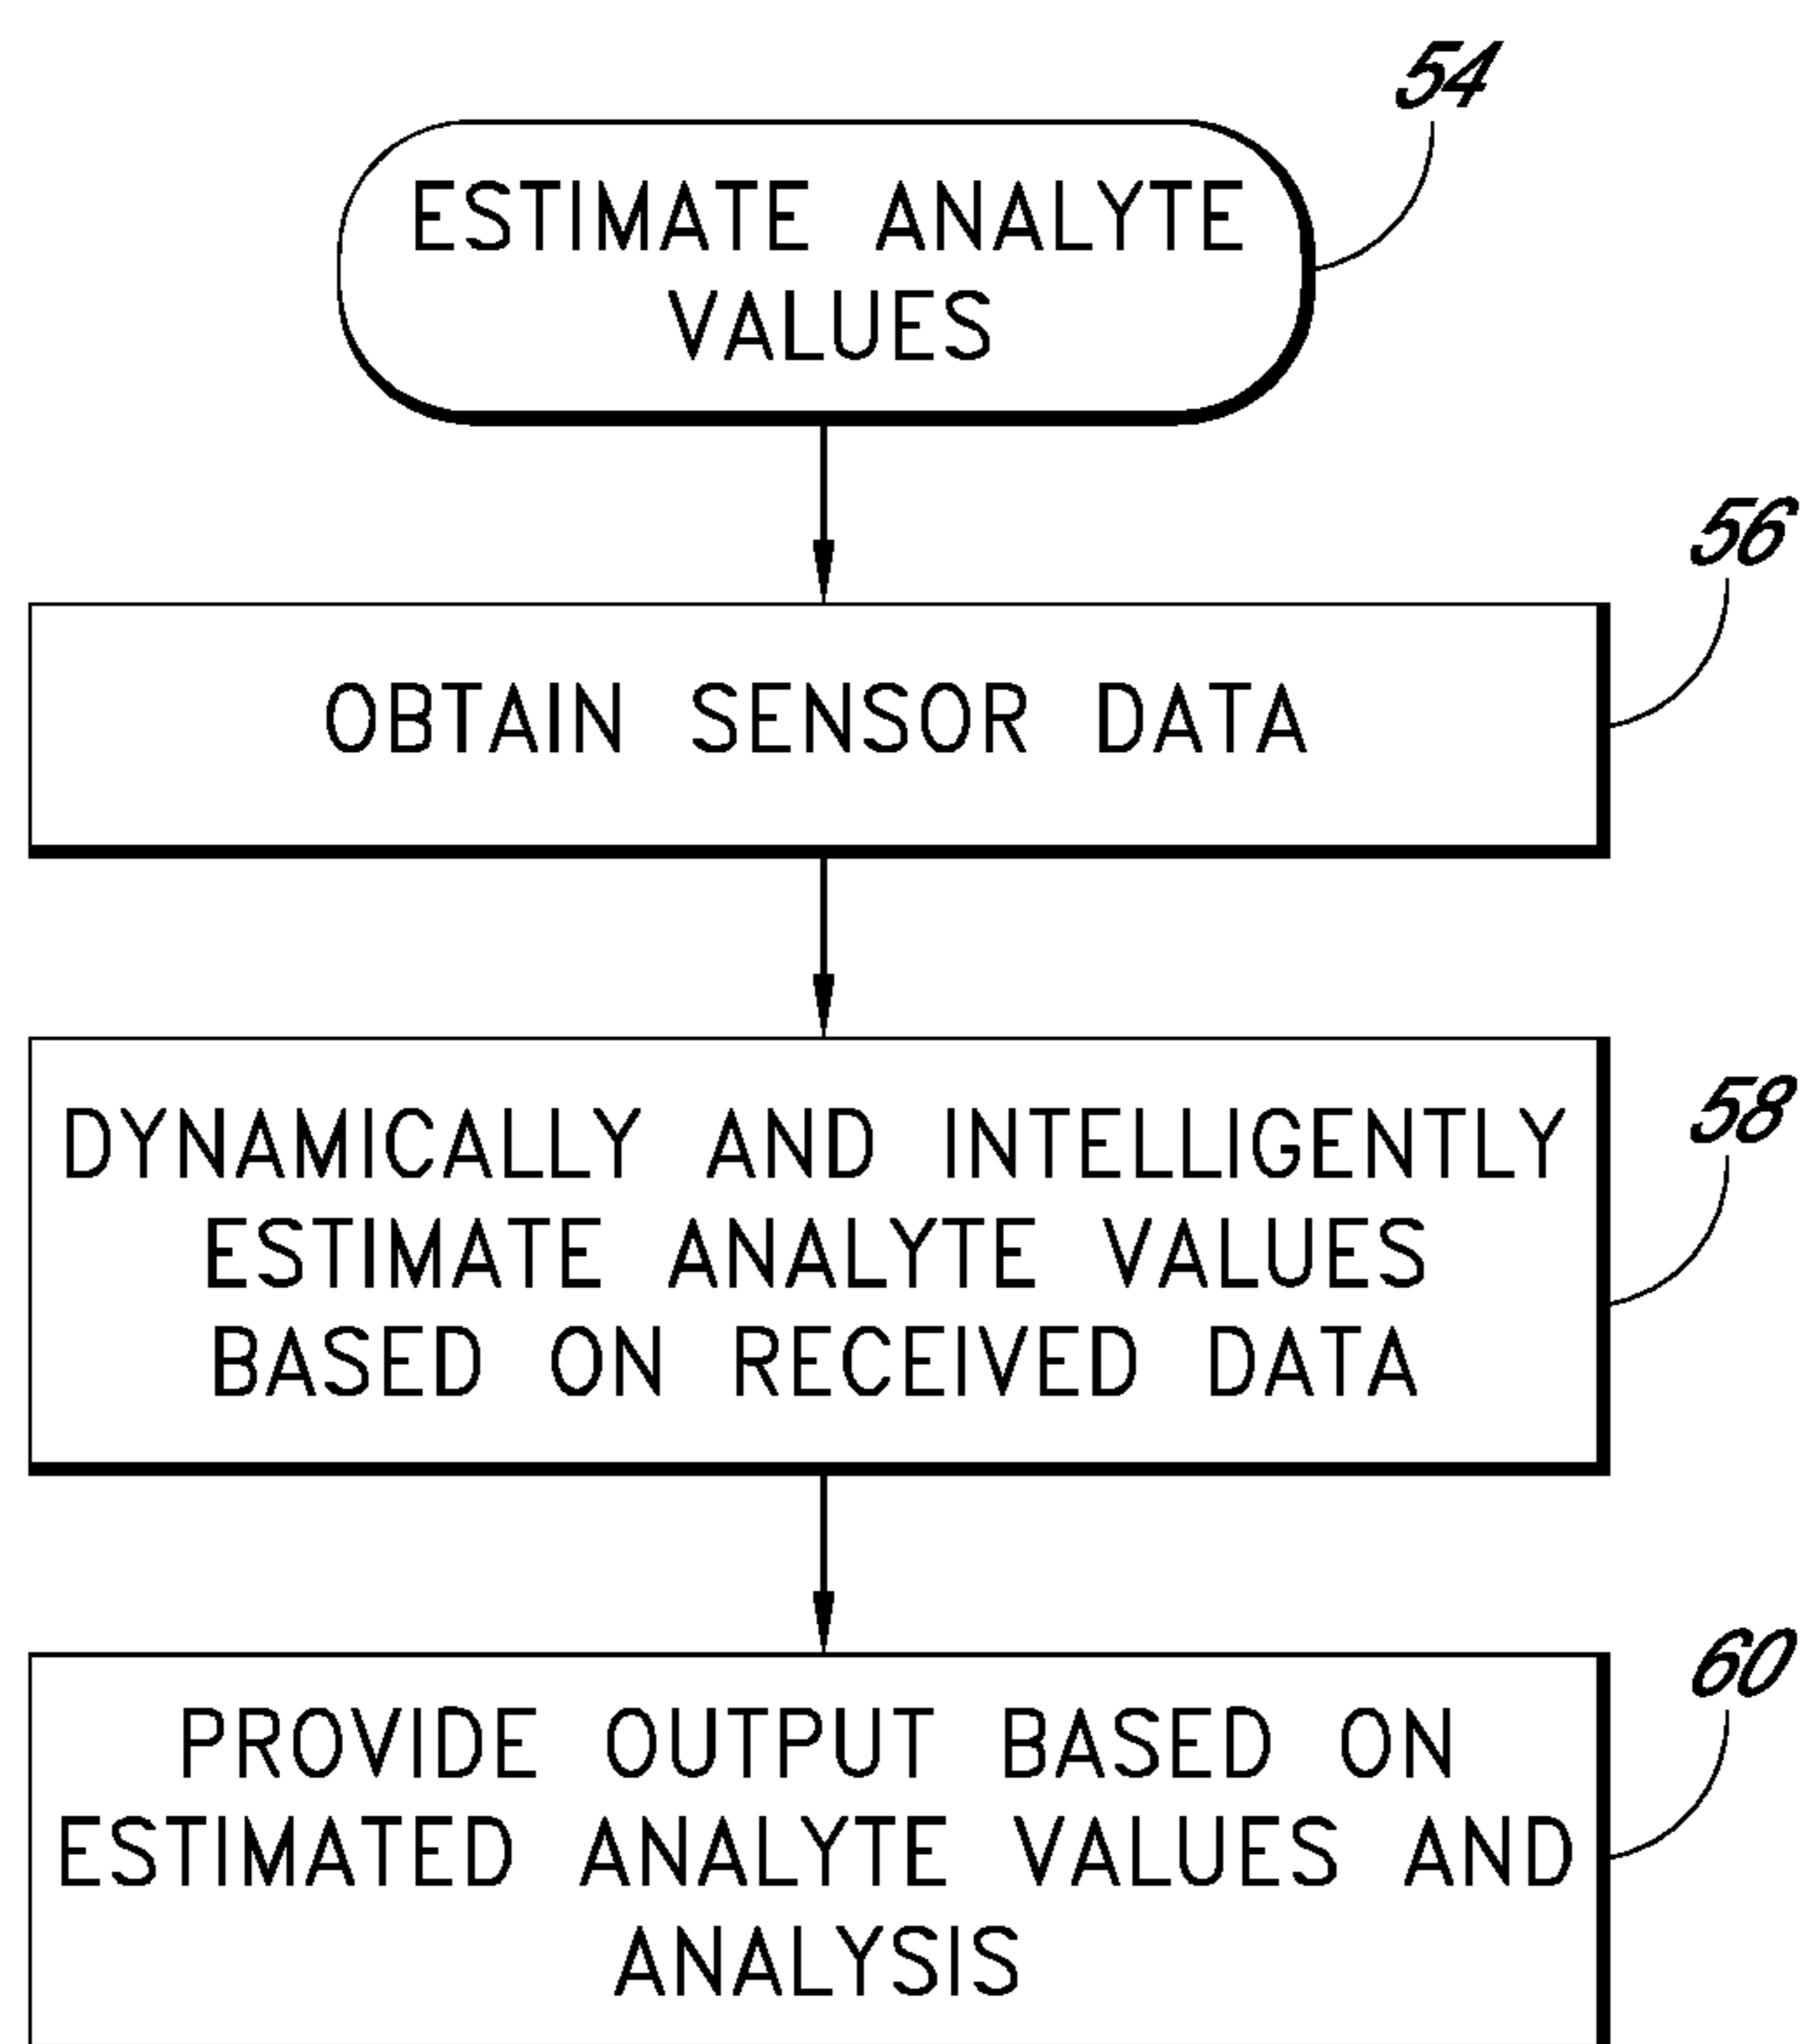 54
ESTIMATE ANALYTE
VALUES
56
OBTAIN SENSOR DATA
58
DYNAMICALLY AND INTELLIGENTLY
ESTIMATE ANALYTE VALUES
BASED ON RECEIVED DATA
60
PROVIDE OUTPUT BASED ON
ESTIMATED ANALYTE VALUES AND
ANALYSIS